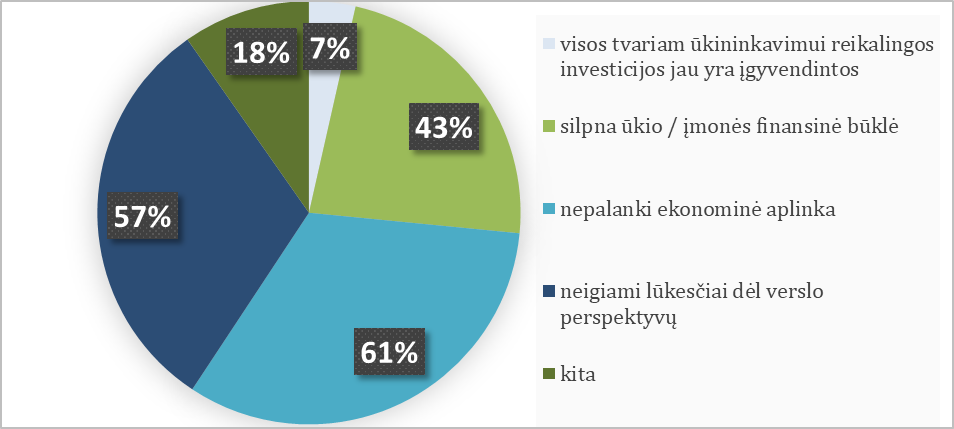 18%
7%
43%
57%
61%
visos tvariam ūkininkavimui reikalingos
investicijos jau yra įgyvendintos
silpna ūkio / įmonės finansinė būklė
nepalanki ekonominė aplinka
neigiami lūkesčiai dėl verslo
perspektyvų
kita